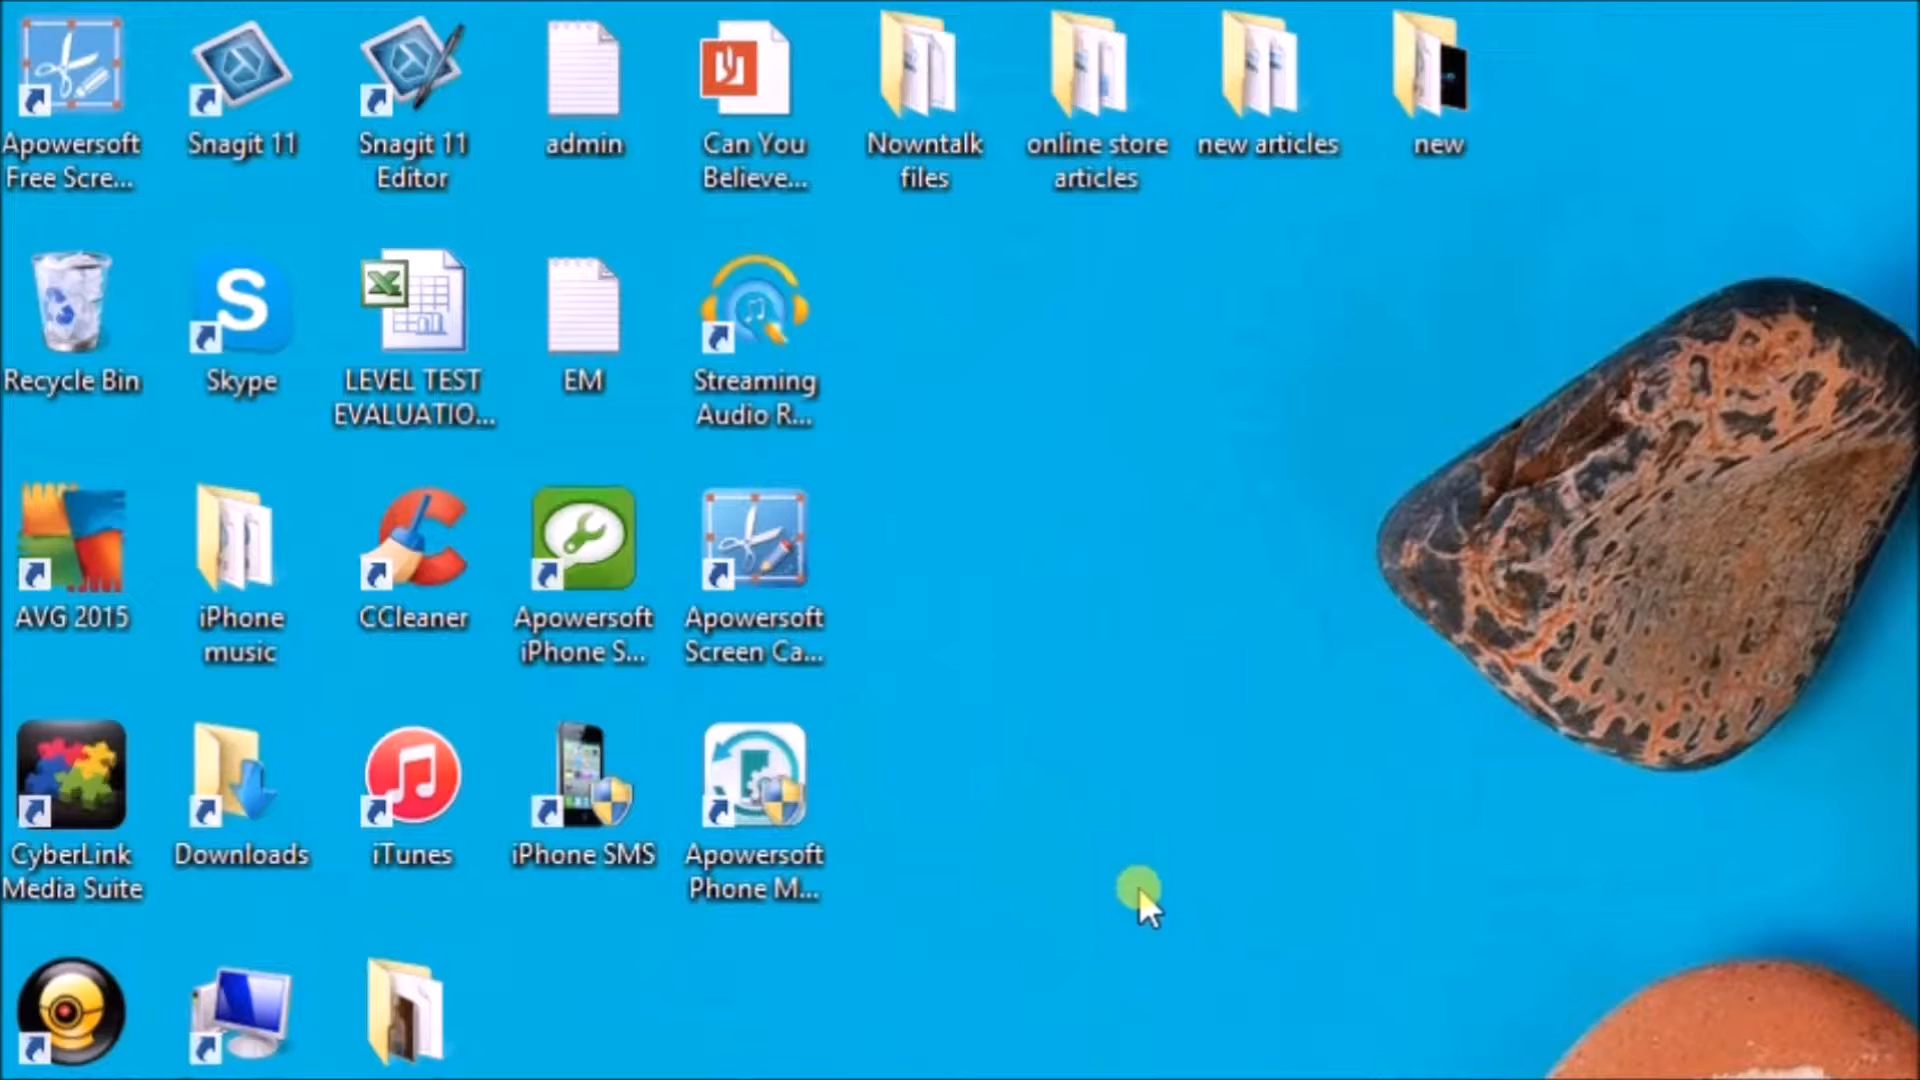 Apowersoft
Free Scre...
Snagit 11
Snagit 11
Editor
admin
Can You
Believe...
Nowntalk
files
online store
articles
new articles
new
Recycle Bin
S
Skype
LEVEL TEST
EVALUATIO...
EM
Streaming
Audio R...
AVG 2015
iPhone
music
CCleaner
Apowersoft
iPhone S...
Apowersoft
Screen Ca...
CyberLink
Media Suite
Downloads
iTunes
iPhone SMS
Apowersoft
Phone M...